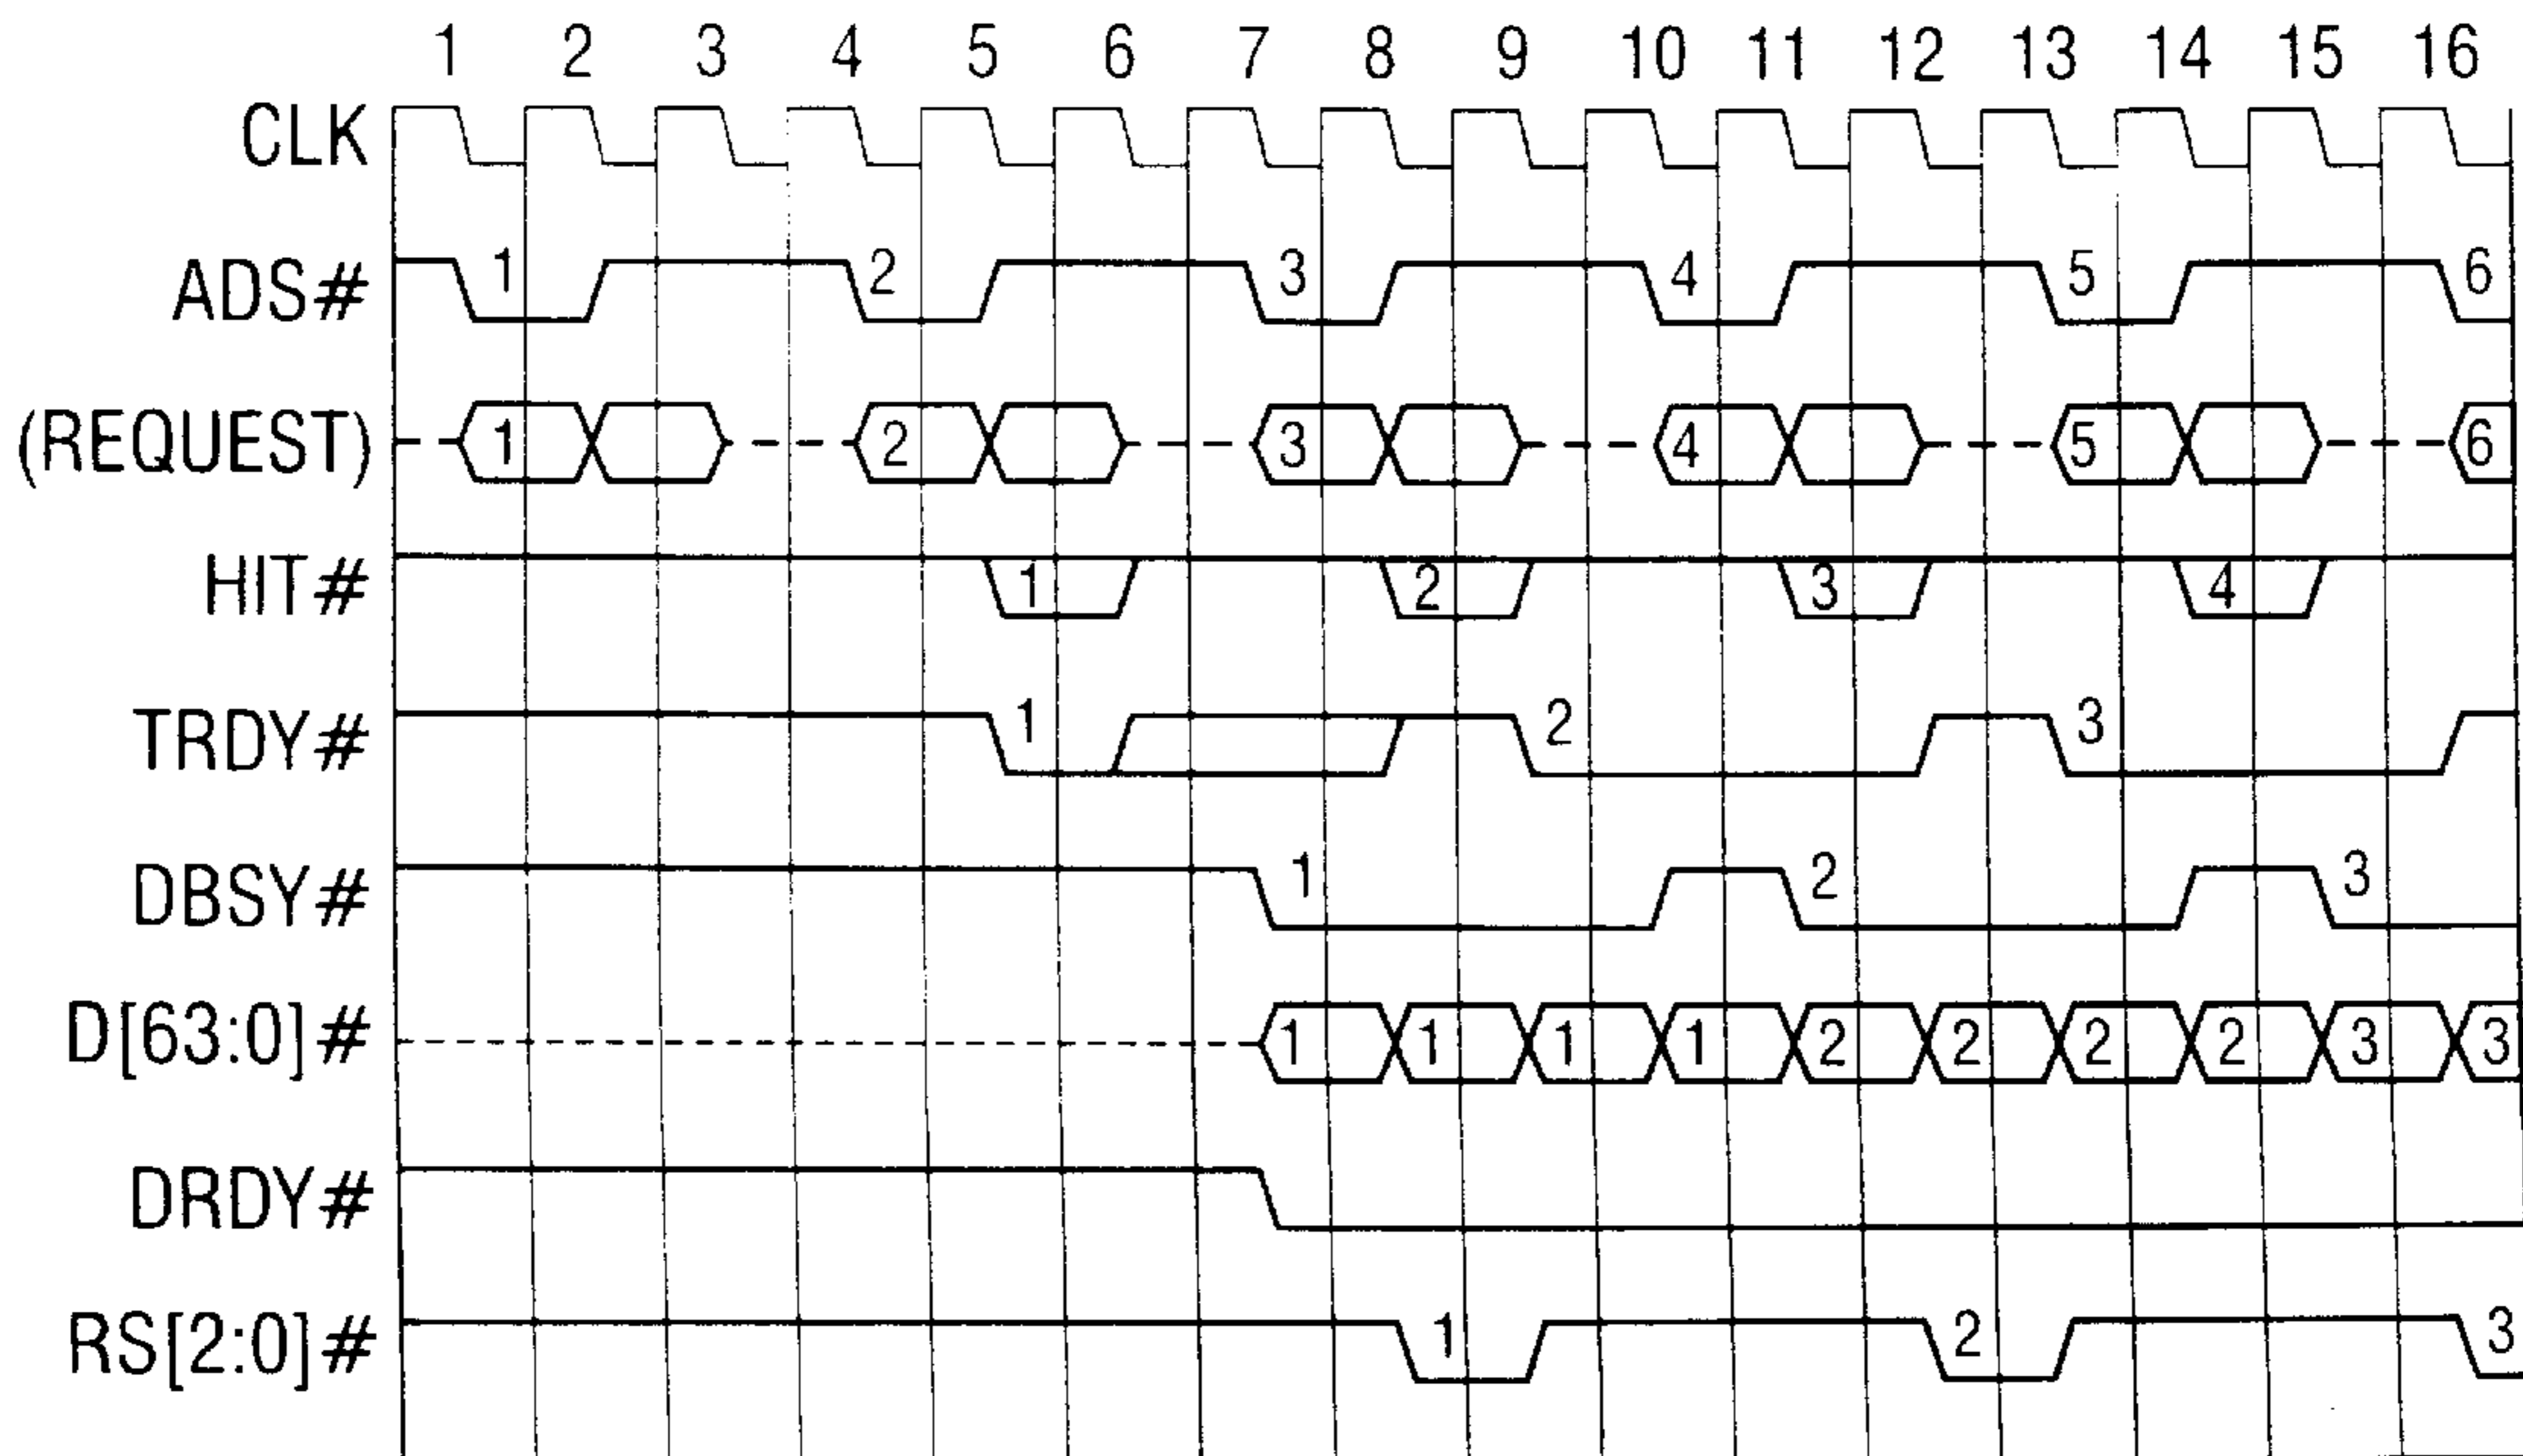 1 2 3 4 5 6 7 8 9 10 11 12 13 14 15 16
CLK
ADS# 1 2 3 4 5 6
(REQUEST) 1 2 3 4 5 6
HIT# 1 2 3 4
TRDY# 1 2 3
DBSY# 1 2 3
D[63:0]# 1 1 1 1 2 2 2 2 3 3
DRDY#
RS[2:0]# 1 2 3